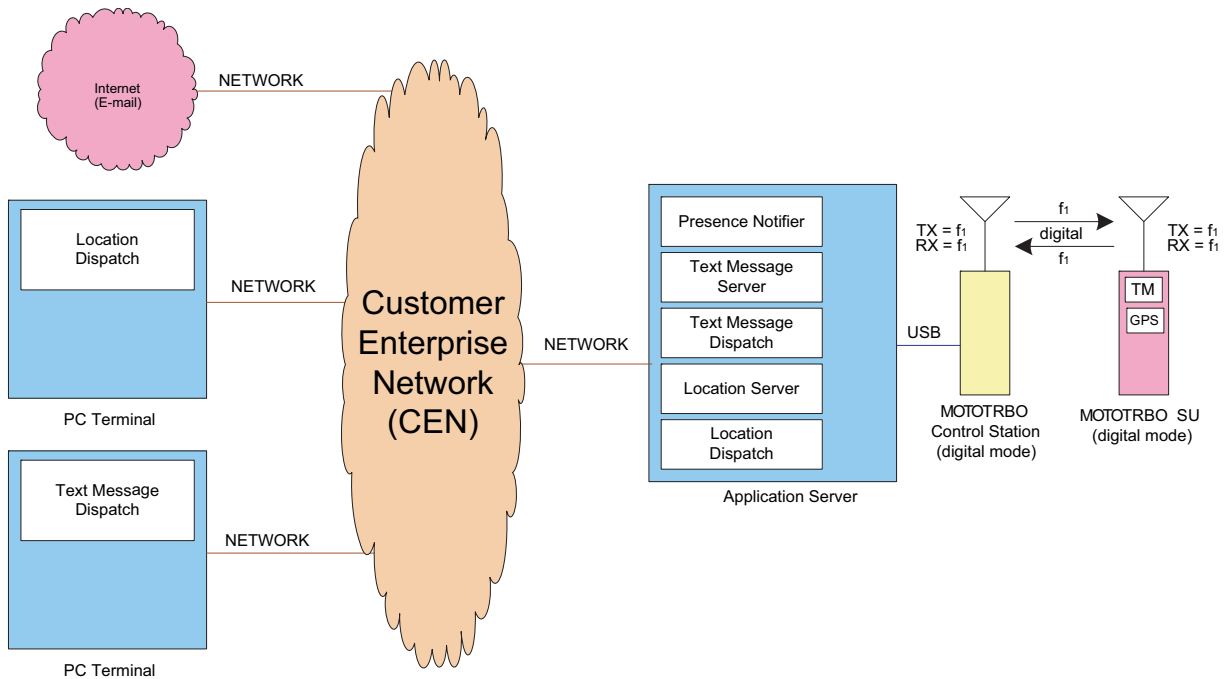 Internet
(E-mail)
NETWORK
Location
Dispatch
NETWORK
PC Terminal
Text Message
Dispatch
NETWORK
PC Terminal
Customer
Enterprise
Network
(CEN)
NETWORK
Presence Notifier
Text Message
Server
Text Message
Dispatch
Location Server
Location
Dispatch
Application Server
USB
TX = f₁
RX = f₁
f₁
digital
f₁
TX = f₁
RX = f₁
TM
GPS
MOTOTRBO
Control Station
(digital mode)
MOTOTRBO SU
(digital mode)